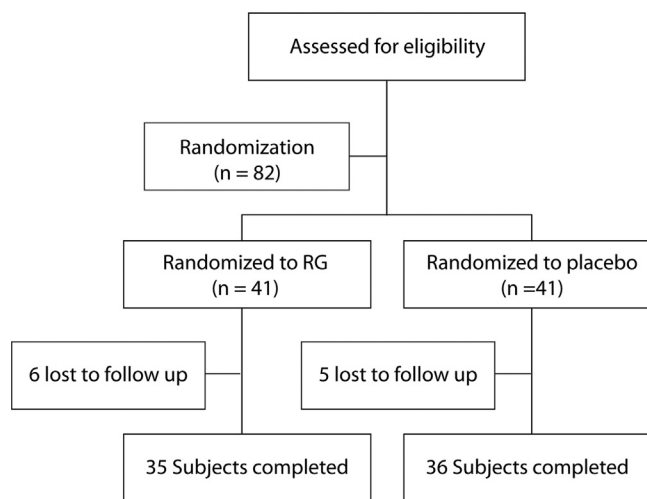 Assessed for eligibility
Randomization
(n = 82)
Randomized to RG
(n = 41)
Randomized to placebo
(n =41)
6 lost to follow up
5 lost to follow up
35 Subjects completed
36 Subjects completed